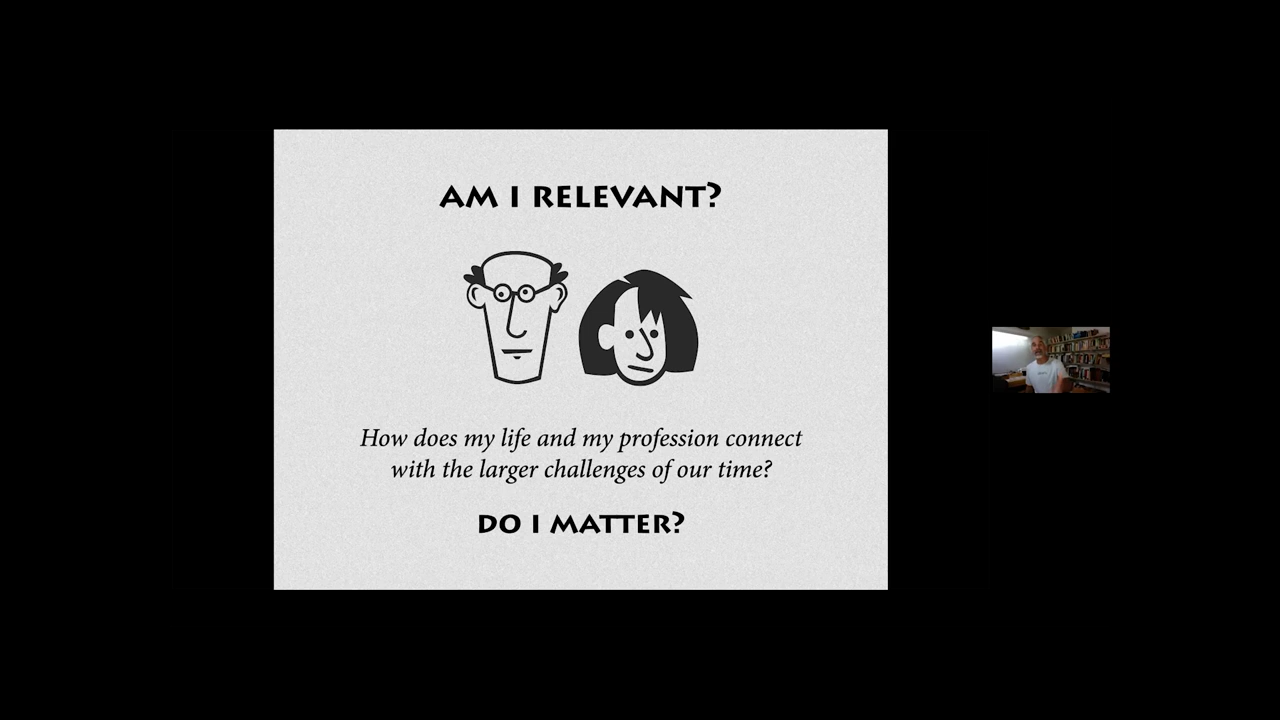 AM I RELEVANT?
How does my life and my profession connect
with the larger challenges of our time?
DO I MATTER?